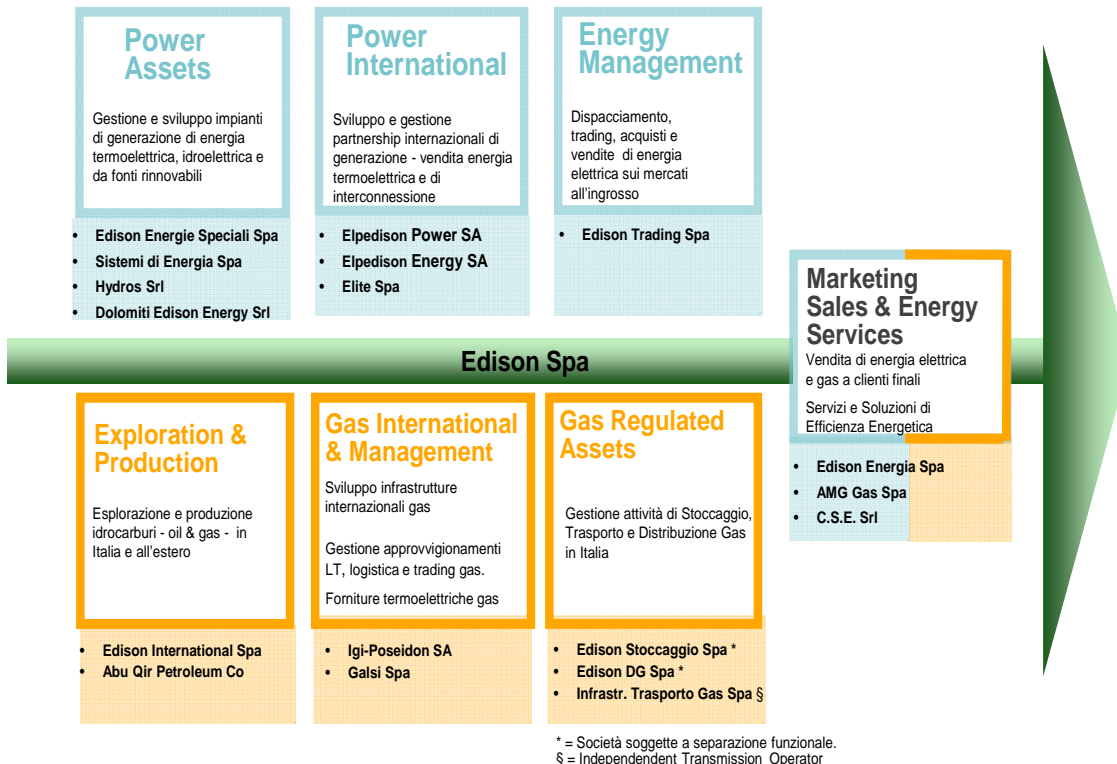 Power
Assets
Gestione e sviluppo impianti
di generazione di energia
termoelettrica, idroelettrica e
da fonti rinnovabili
• Edison Energie Speciali Spa
• Sistemi di Energia Spa
• Hydros Srl
• Dolomiti Edison Energy Srl
Power
International
Sviluppo e gestione
partnership internazionali di
generazione - vendita energia
termoelettrica e di
interconnessione
• Elpedison Power SA
• Elpedison Energy SA
• Elite Spa
Energy
Management
Dispacciamento,
trading, acquisti e
vendite di energia
elettrica sui mercati
all’ingrosso
• Edison Trading Spa
Edison Spa
Marketing
Sales & Energy
Services
Vendita di energia elettrica
e gas a clienti finali
Servizi e Soluzioni di
Efficienza Energetica
• Edison Energia Spa
• AMG Gas Spa
• C.S.E. Srl
Exploration &
Production
Esplorazione e produzione
idrocarburi - oil & gas - in
Italia e all’estero
• Edison International Spa
• Abu Qir Petroleum Co
Gas International
& Management
Sviluppo infrastrutture
internazionali gas
Gestione approvvigionamenti
LT, logistica e trading gas.
Forniture termoelettriche gas
• Igi-Poseidon SA
• Galsi Spa
Gas Regulated
Assets
Gestione attività di Stoccaggio,
Trasporto e Distribuzione Gas
in Italia
• Edison Stoccaggio Spa *
• Edison DG Spa *
• Infrastr. Trasporto Gas Spa §
* = Società soggette a separazione funzionale.
§ = Independendent Transmission Operator